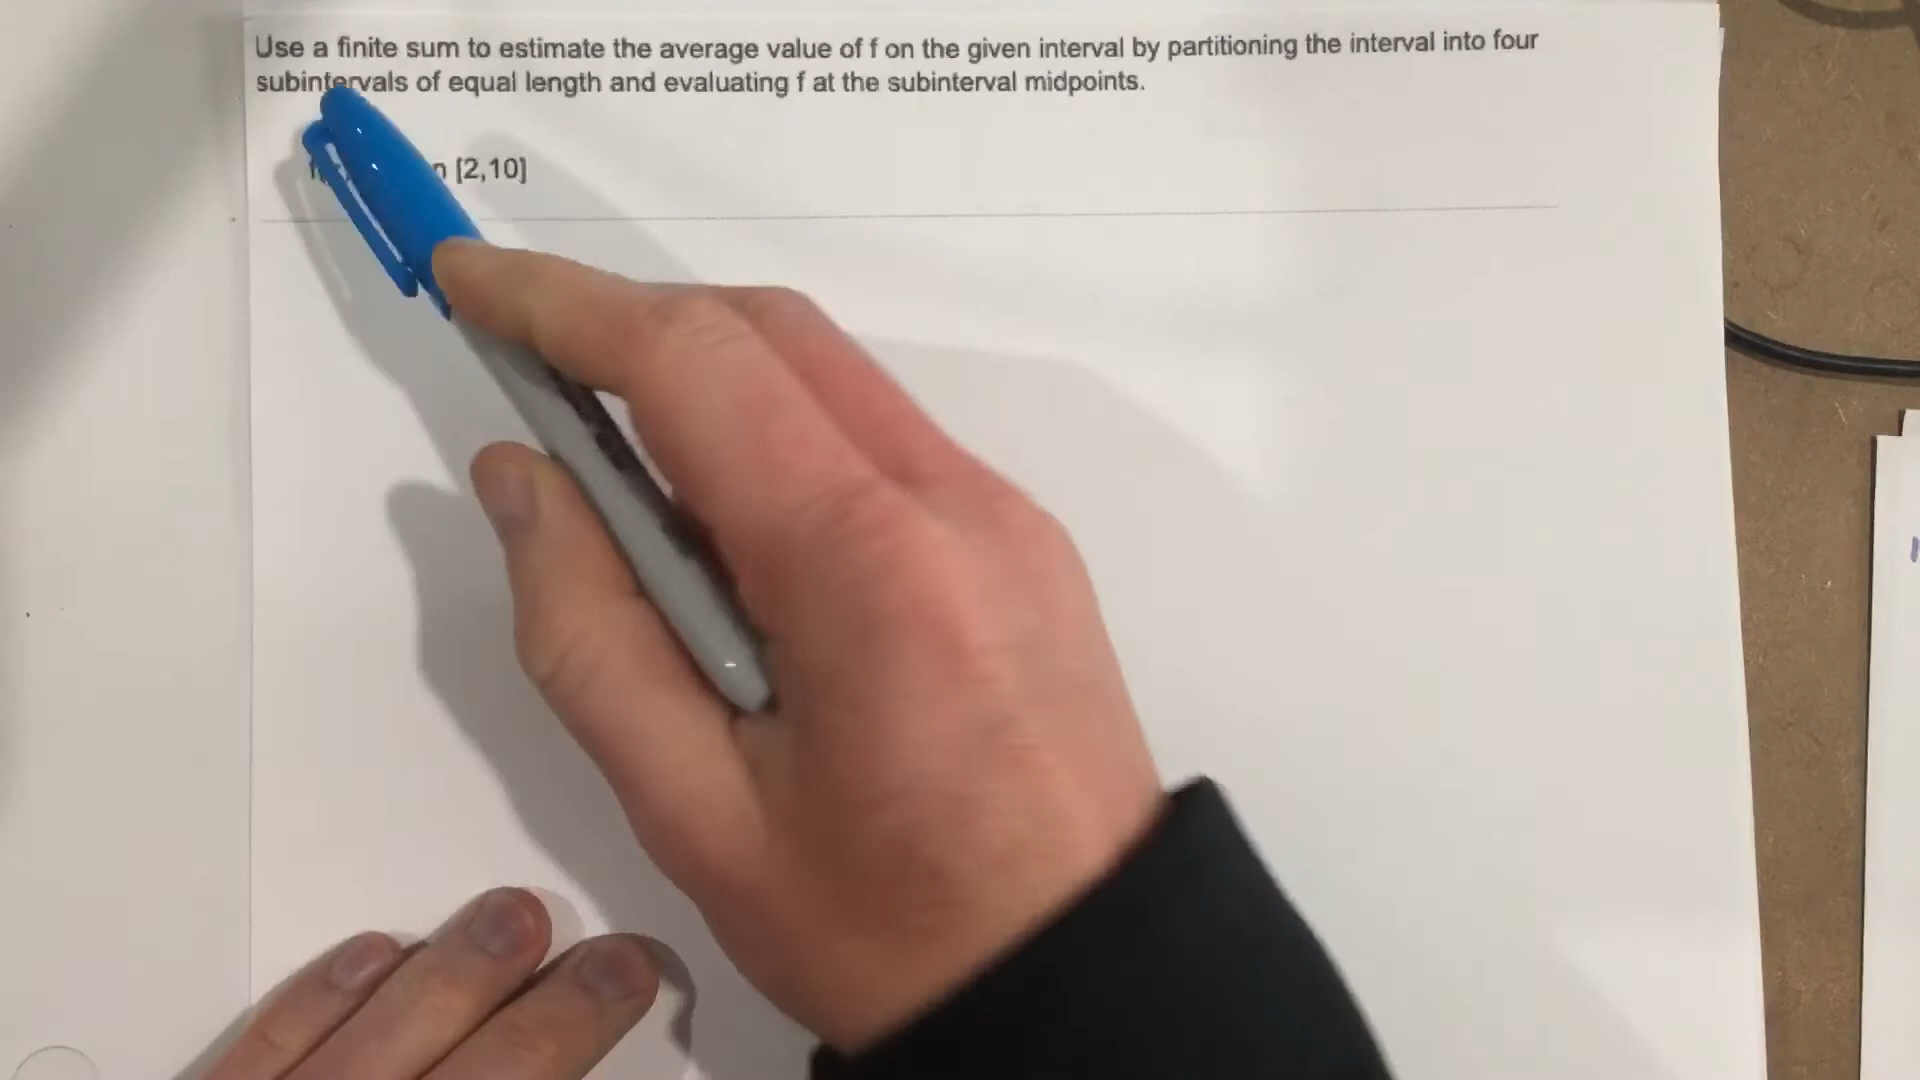 Use a finite sum to estimate the average value of f on the given interval by partitioning the interval into four
subintervals of equal length and evaluating f at the subinterval midpoints.
[2,10]